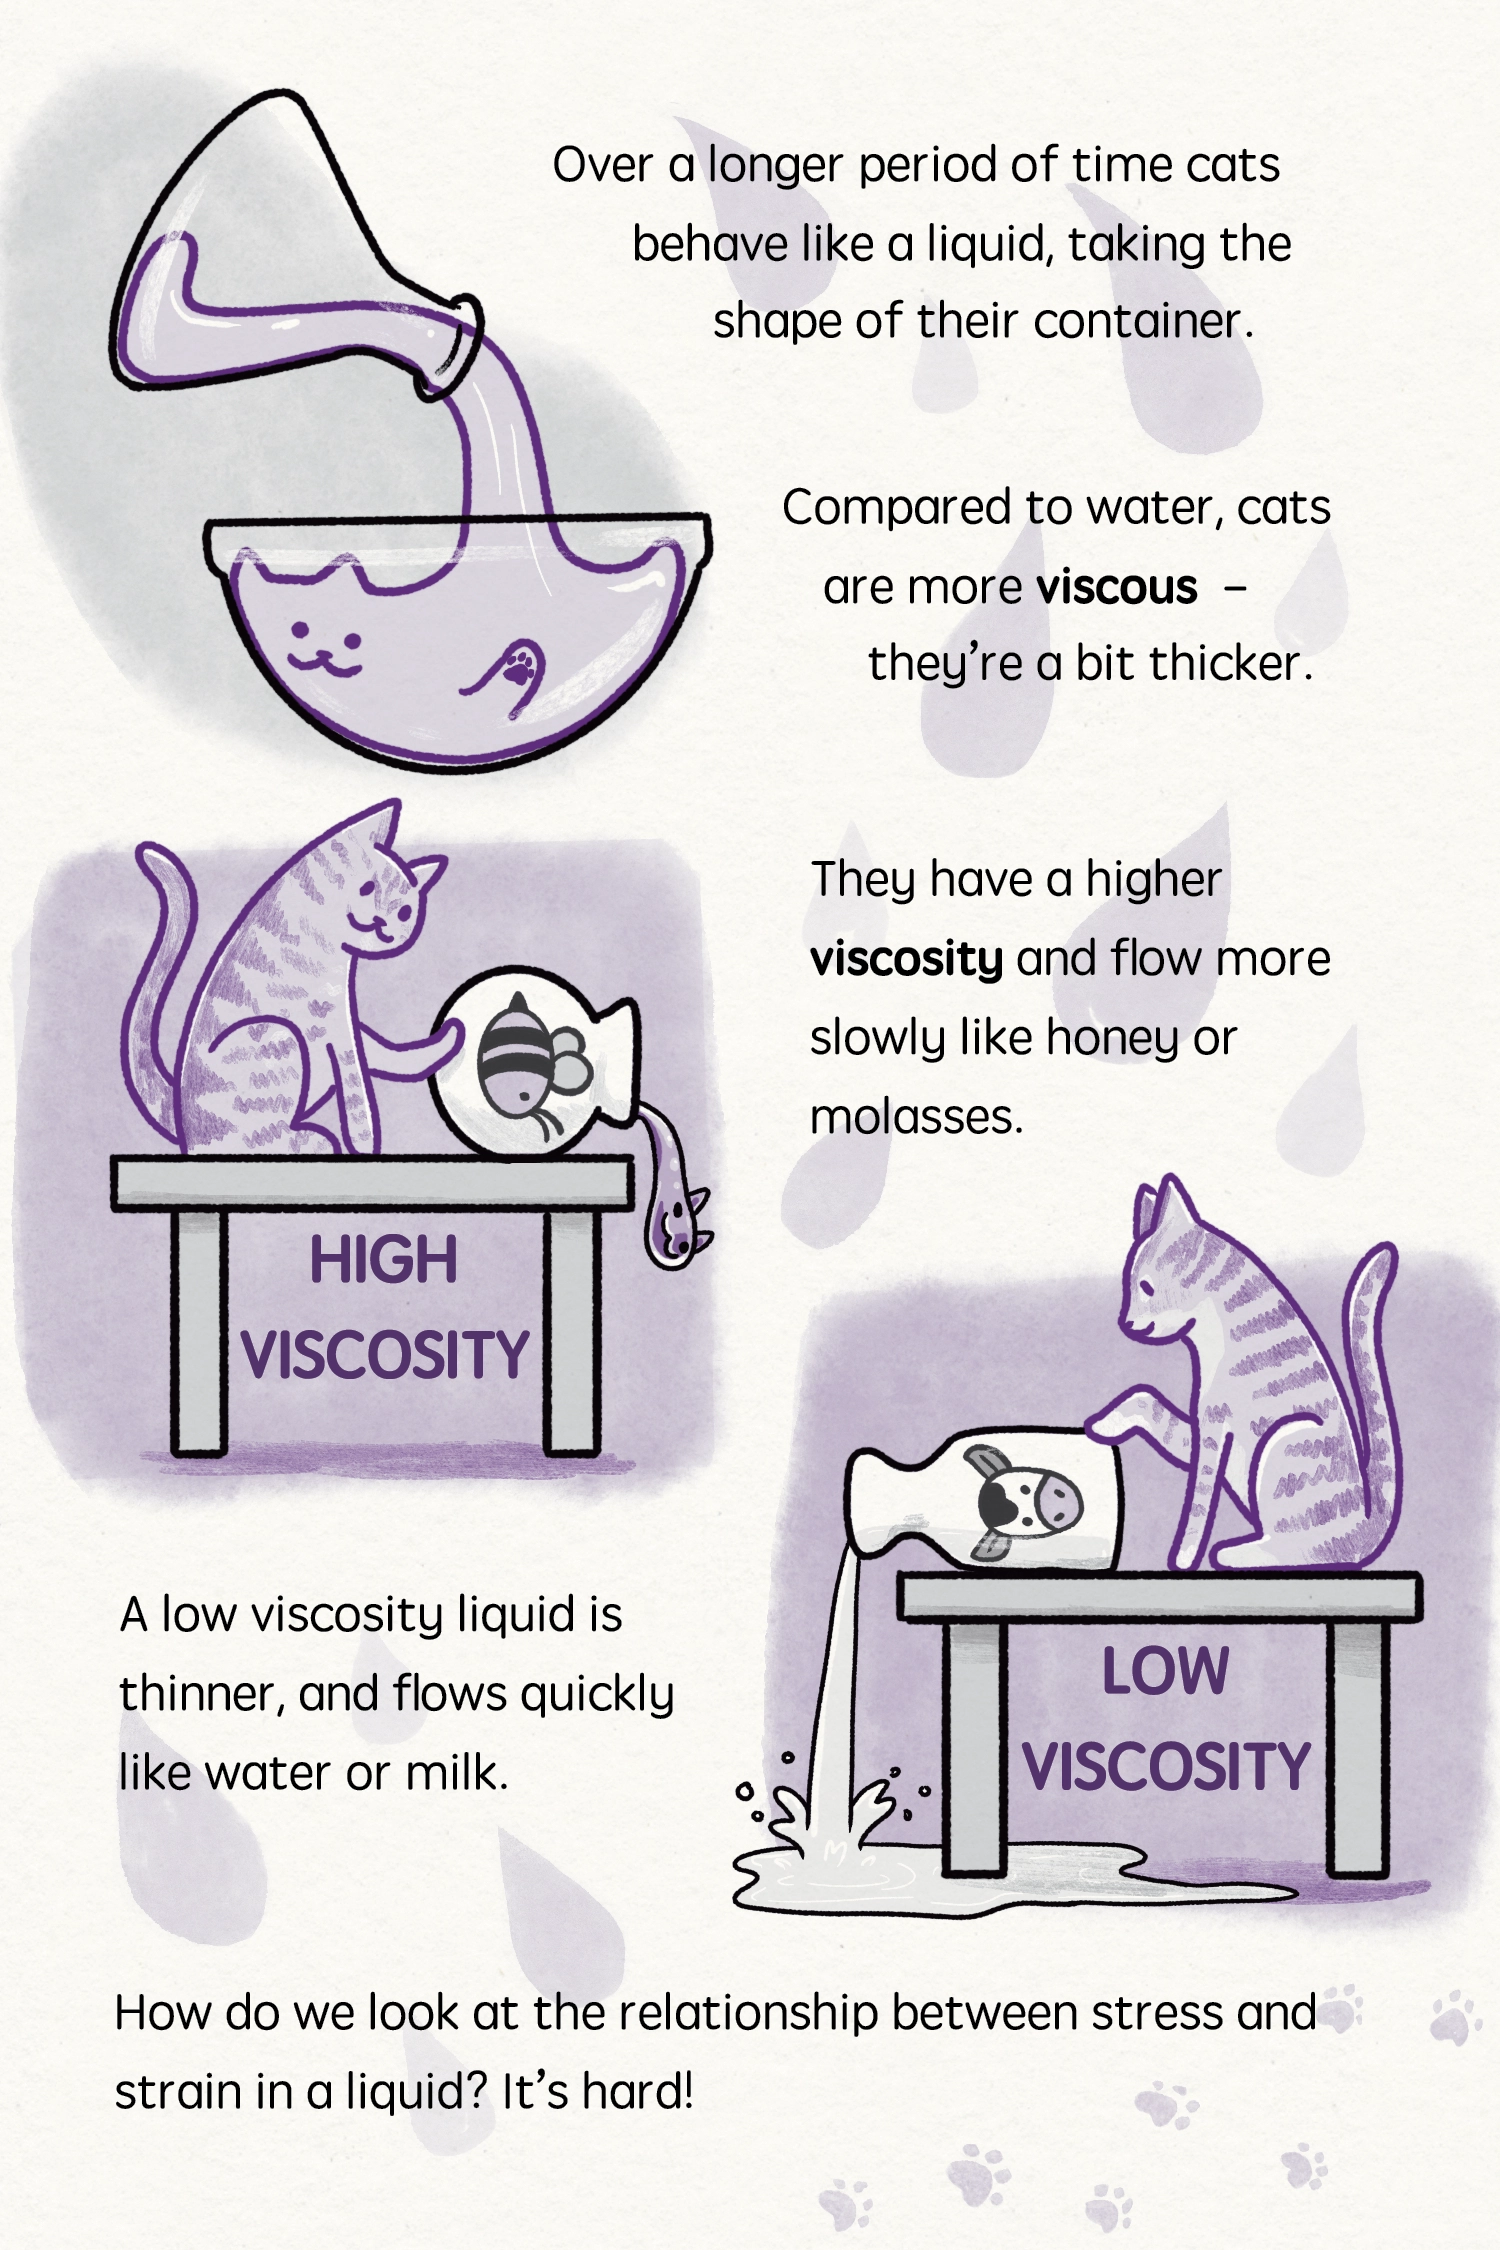 Over a longer period of time cats
behave like a liquid, taking the
shape of their container.
Compared to water, cats
are more viscous –
they’re a bit thicker.
They have a higher
viscosity and flow more
slowly like honey or
molasses.
HIGH
VISCOSITY
LOW
VISCOSITY
A low viscosity liquid is
thinner, and flows quickly
like water or milk.
How do we look at the relationship between stress and
strain in a liquid? It’s hard!